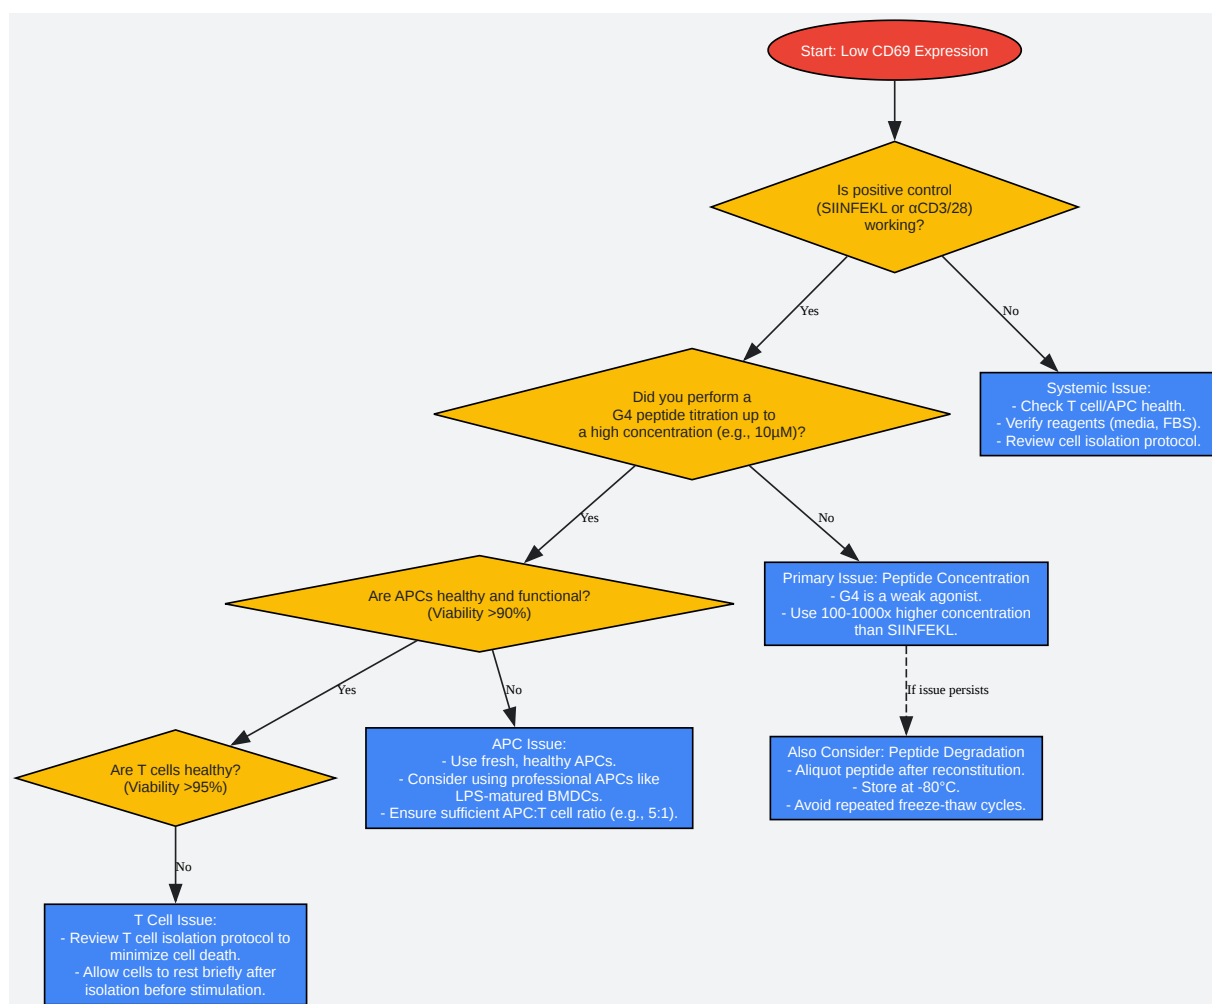 Start: Low CD69 Expression
Is positive control
(SIINFEKL or αCD3/28)
working?
Yes
No
Did you perform a
G4 peptide titration up to
a high concentration (e.g., 10µM)?
Systemic Issue:
- Check T cell/APC health.
- Verify reagents (media, FBS).
- Review cell isolation protocol.
Yes
No
Are APCs healthy and functional?
(Viability >90%)
Primary Issue: Peptide Concentration
- G4 is a weak agonist.
- Use 100-1000x higher concentration
than SIINFEKL.
Yes
No
If issue persists
Are T cells healthy?
(Viability >95%)
APC Issue:
- Use fresh, healthy APCs.
- Consider using professional APCs like
LPS-matured BMDCs.
- Ensure sufficient APC:T cell ratio (e.g., 5:1).
Also Consider: Peptide Degradation
- Aliquot peptide after reconstitution.
- Store at -80°C.
- Avoid repeated freeze-thaw cycles.
No
T Cell Issue:
- Review T cell isolation protocol to
minimize cell death.
- Allow cells to rest briefly after
isolation before stimulation.